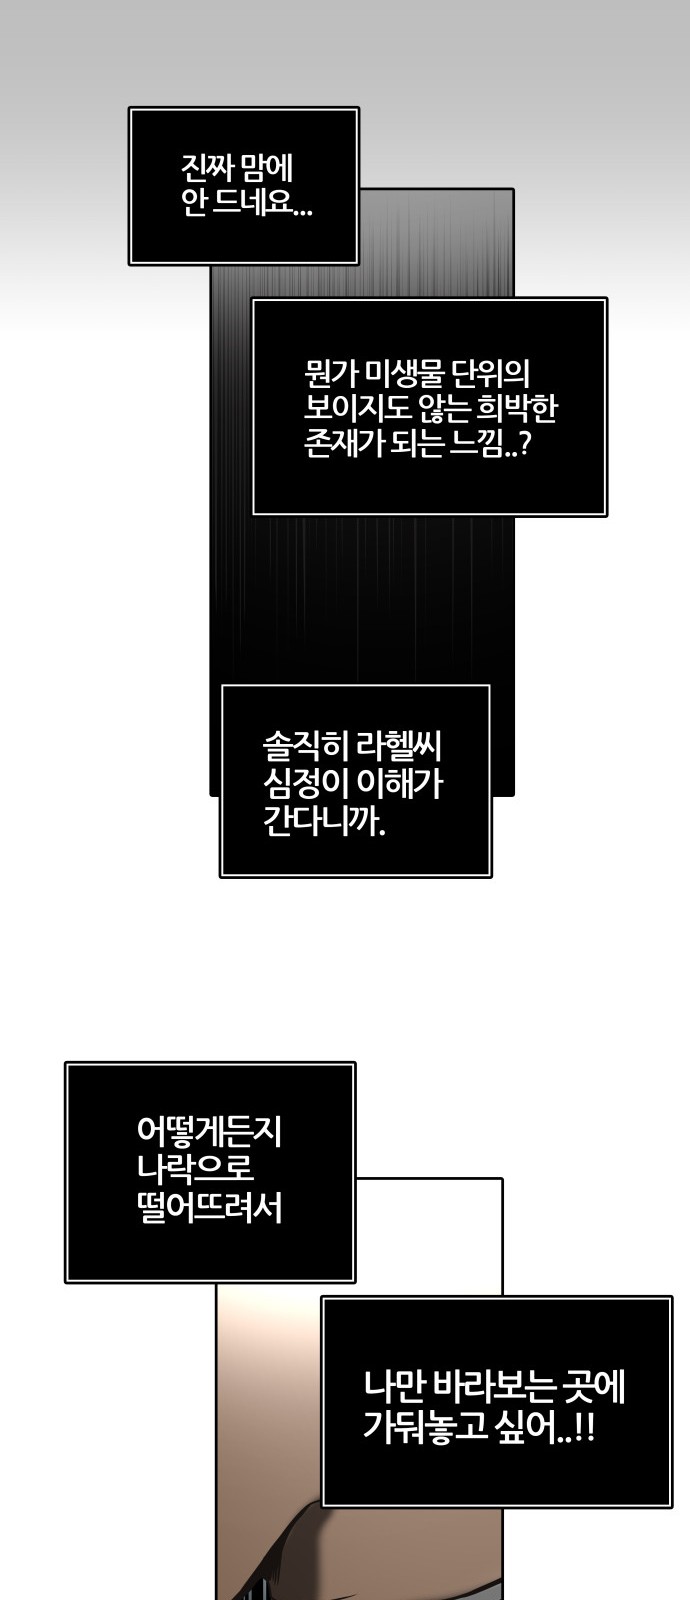 진짜 맘에
안 드네요...
뭔가 미생물 단위의
보이지도 않는 희박한
존재가 되는 느낌..?
솔직히 라헬씨
심정이 이해가
간다니까.
어떻게든지
나락으로
떨어뜨려서
나만 바라보는 곳에
가둬놓고 싶어..!!